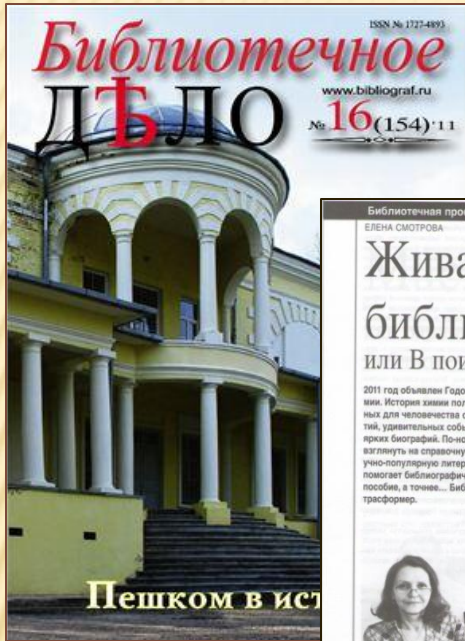 ISSN № 1727-4893
Библиотечное
ДѢЛО
www.bibliograf.ru
№ 16(154)'11
Пешком в ист
Библиотечная про
ЕЛЕНА СМОТРОВА
Жива
библи
или В пои
2011 год объявлен Годо
мии. История химии пол
ных для человечества о
тий, удивительных собы
ярких биографий. По-но
взглянуть на справочну
учно-популярную литер
помогает библиографич
пособие, а точнее... Биб
трасформер.